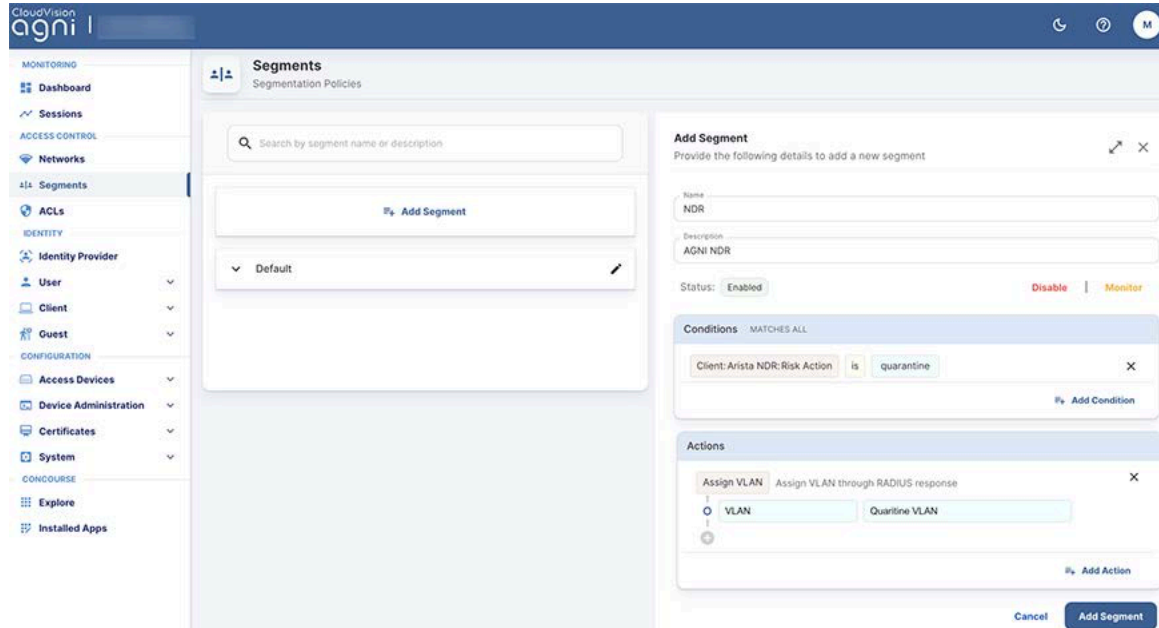 CloudVision
agni
M
MONITORING
Dashboard
Sessions
ACCESS CONTROL
Networks
Segments
ACLs
IDENTITY
Identity Provider
User
Client
Guest
CONFIGURATION
Access Devices
Device Administration
Certificates
System
CONCOURSE
Explore
Installed Apps
Segments
Segmentation Policies
Search by segment name or description
Add Segment
Default
Add Segment
Provide the following details to add a new segment
Name
NDR
Description
AGNI NDR
Status: Enabled Disable | Monitor
Conditions MATCHES ALL
Client:Arista NDR:Risk Action is quarantine
Add Condition
Actions
Assign VLAN Assign VLAN through RADIUS response
VLAN Quaritine VLAN
Add Action
Cancel Add Segment